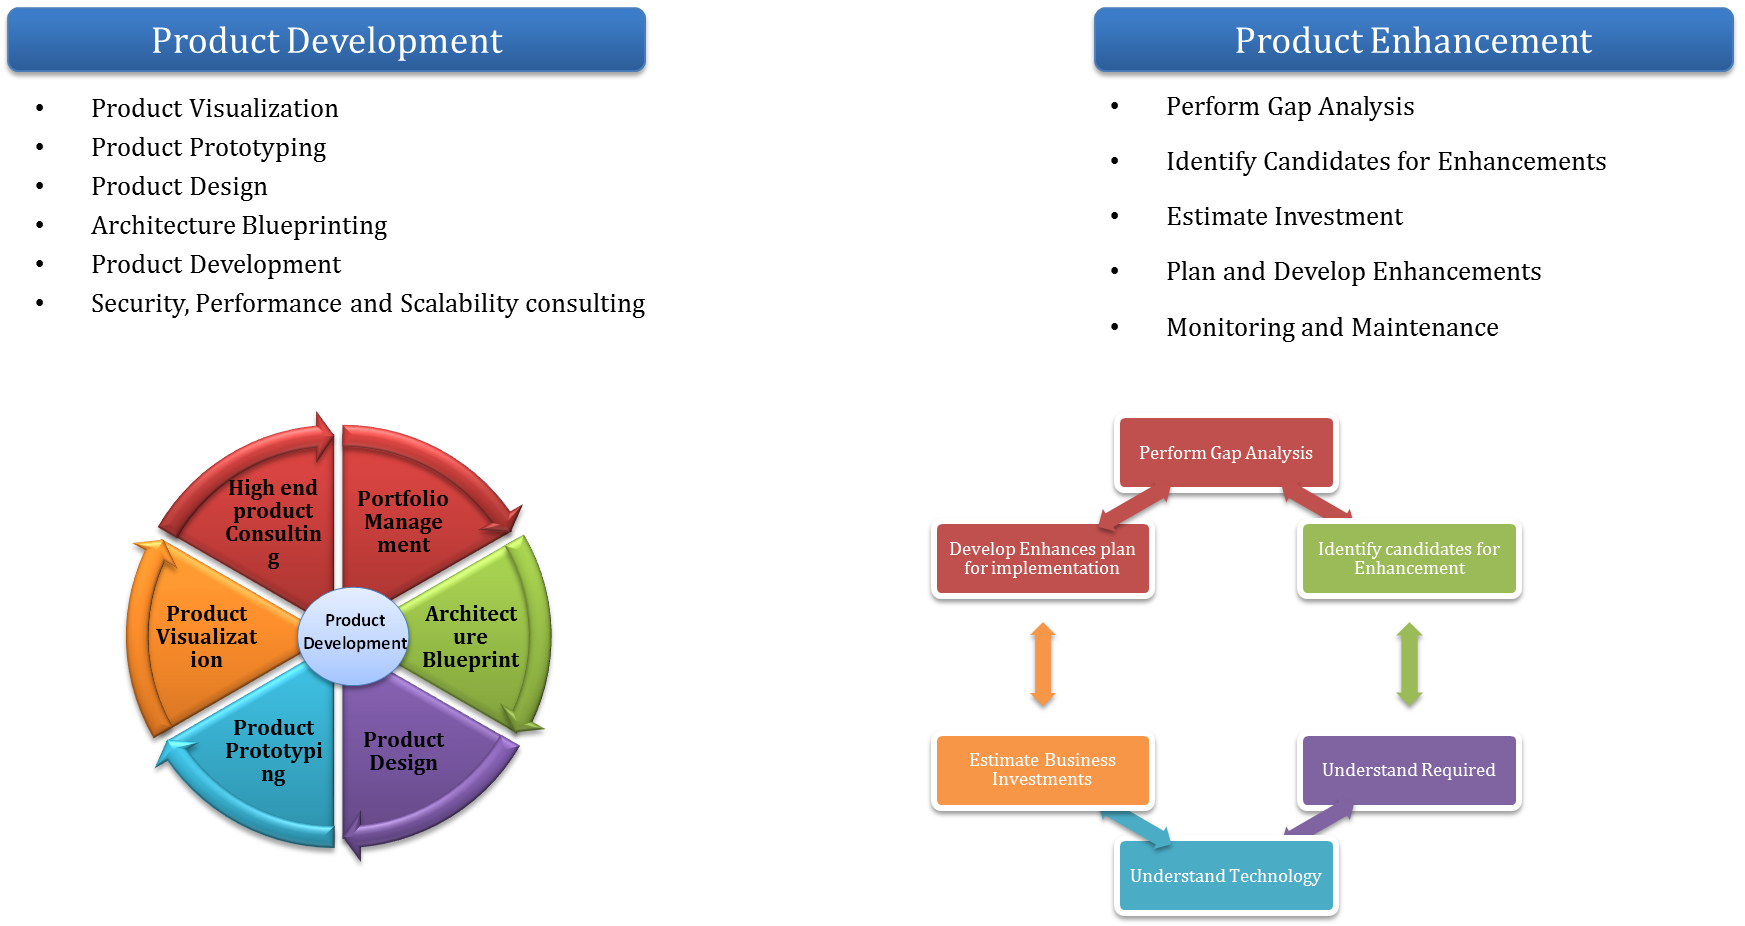 Product Development
• Product Visualization
• Product Prototyping
• Product Design
• Architecture Blueprinting
• Product Development
• Security, Performance and Scalability consulting
High end
product
Consultin
g
Portfolio
Manage
ment
Architect
ure
Blueprint
Product
Design
Product
Prototypi
ng
Product
Visualizat
ion
Product
Development
Product Enhancement
• Perform Gap Analysis
• Identify Candidates for Enhancements
• Estimate Investment
• Plan and Develop Enhancements
• Monitoring and Maintenance
Perform Gap Analysis
Identify candidates for
Enhancement
Understand Required
Understand Technology
Estimate Business
Investments
Develop Enhances plan
for implementation